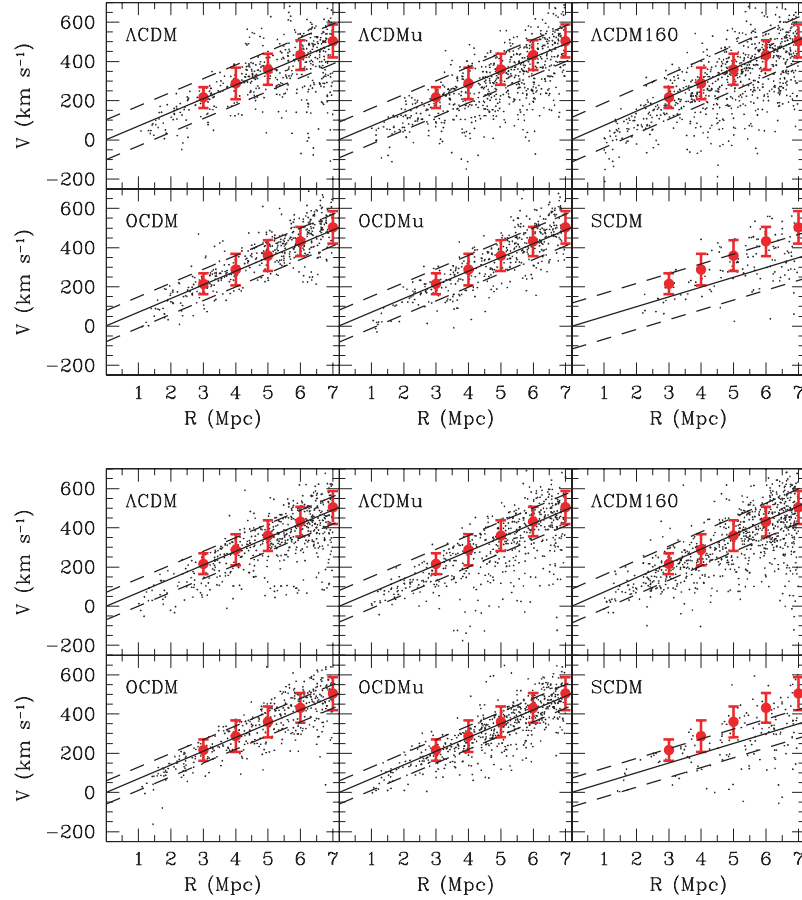 ΛCDM ΛCDMu ΛCDM160
600
400
200
0
−200
V (km s⁻¹)
OCDM OCDMu SCDM
600
400
200
0
−200
V (km s⁻¹)
1 2 3 4 5 6 7 1 2 3 4 5 6 7 1 2 3 4 5 6 7
R (Mpc) R (Mpc) R (Mpc)
ΛCDM ΛCDMu ΛCDM160
600
400
200
0
−200
V (km s⁻¹)
OCDM OCDMu SCDM
600
400
200
0
−200
V (km s⁻¹)
1 2 3 4 5 6 7 1 2 3 4 5 6 7 1 2 3 4 5 6 7
R (Mpc) R (Mpc) R (Mpc)